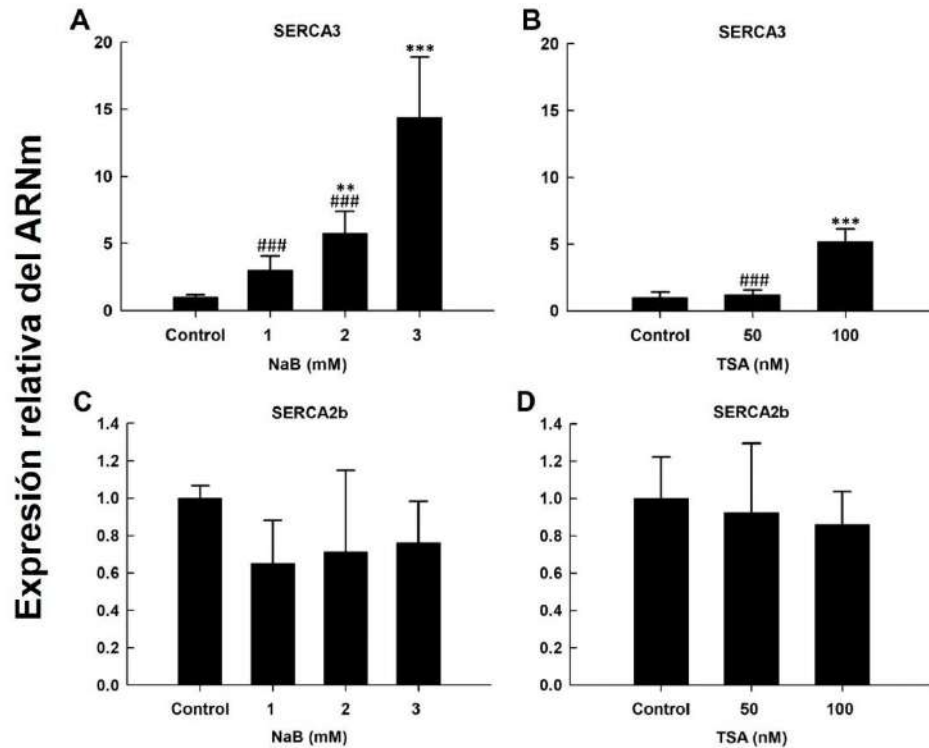 Expresión relativa del ARNm
A
SERCA3
20
15
10
5
0
###
**
###
***
Control 1 2 3
NaB (mM)
B
SERCA3
20
15
10
5
0
###
***
Control 50 100
TSA (nM)
C
SERCA2b
1.4
1.2
1.0
0.8
0.6
0.4
0.2
0.0
Control 1 2 3
NaB (mM)
D
SERCA2b
1.4
1.2
1.0
0.8
0.6
0.4
0.2
0.0
Control 50 100
TSA (nM)